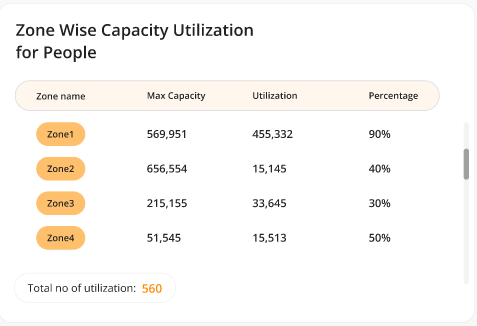 Zone Wise Capacity Utilization
for People
Zone name Max Capacity Utilization Percentage
Zone1 569,951 455,332 90%
Zone2 656,554 15,145 40%
Zone3 215,155 33,645 30%
Zone4 51,545 15,513 50%
Total no of utilization: 560